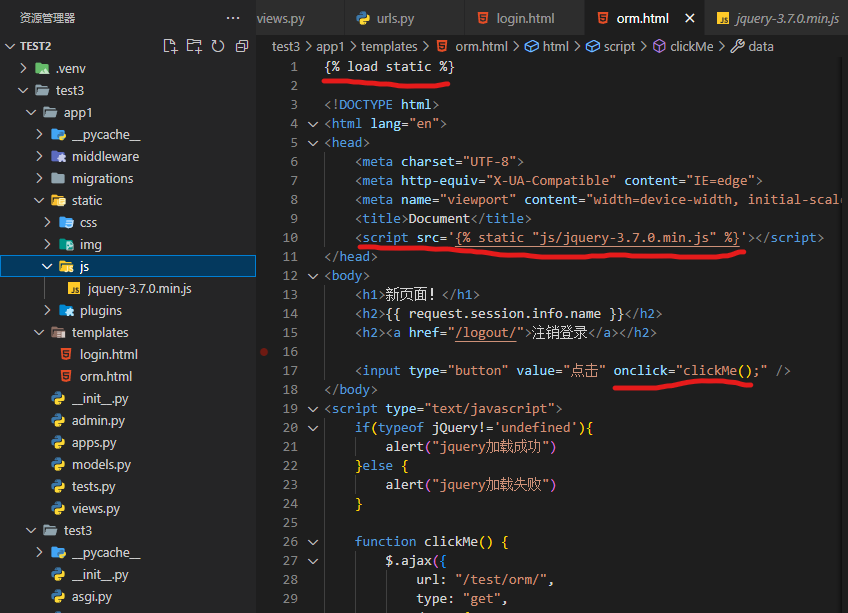 资源管理器 ···
TEST2
.venv
test3
app1
__pycache__
middleware
migrations
static
css
img
js
jquery-3.7.0.min.js
plugins
templates
login.html
orm.html
__init__.py
admin.py
apps.py
models.py
tests.py
views.py
test3
__pycache__
__init__.py
asgi.py
views.py urls.py login.html orm.html jquery-3.7.0.min.js
test3 > app1 > templates > orm.html > html > script > clickMe > data
1 {% load static %}
2
3 <!DOCTYPE html>
4 <html lang="en">
5 <head>
6 <meta charset="UTF-8">
7 <meta http-equiv="X-UA-Compatible" content="IE=edge">
8 <meta name="viewport" content="width=device-width, initial-scale
9 <title>Document</title>
10 <script src='{% static "js/jquery-3.7.0.min.js" %}'></script>
11 </head>
12 <body>
13 <h1>新页面！</h1>
14 <h2>{{ request.session.info.name }}</h2>
15 <h2><a href="/logout/">注销登录</a></h2>
16
17 <input type="button" value="点击" onclick="clickMe();" />
18 </body>
19 <script type="text/javascript">
20 if(typeof jQuery!='undefined'){
21 alert("jquery加载成功")
22 }else {
23 alert("jquery加载失败")
24 }
25
26 function clickMe() {
27 $.ajax({
28 url: "/test/orm/",
29 type: "get",